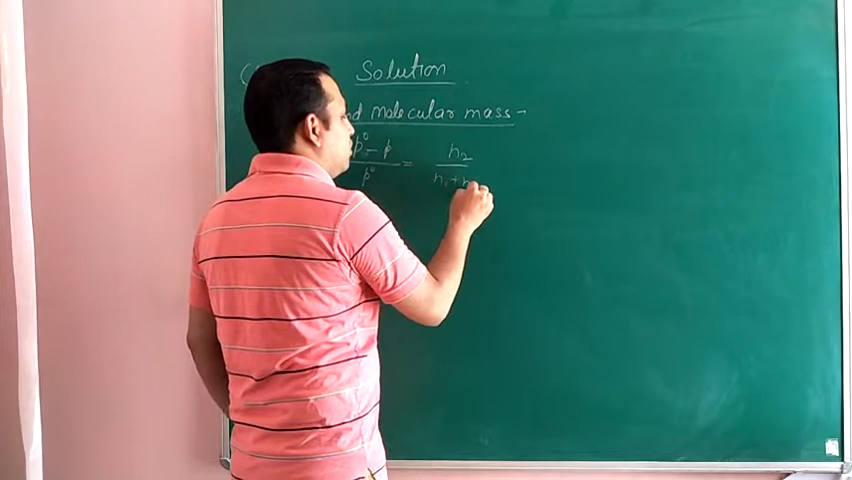 Solution
molecular mass -
p° - p / p° = n₂ / n₁ + n